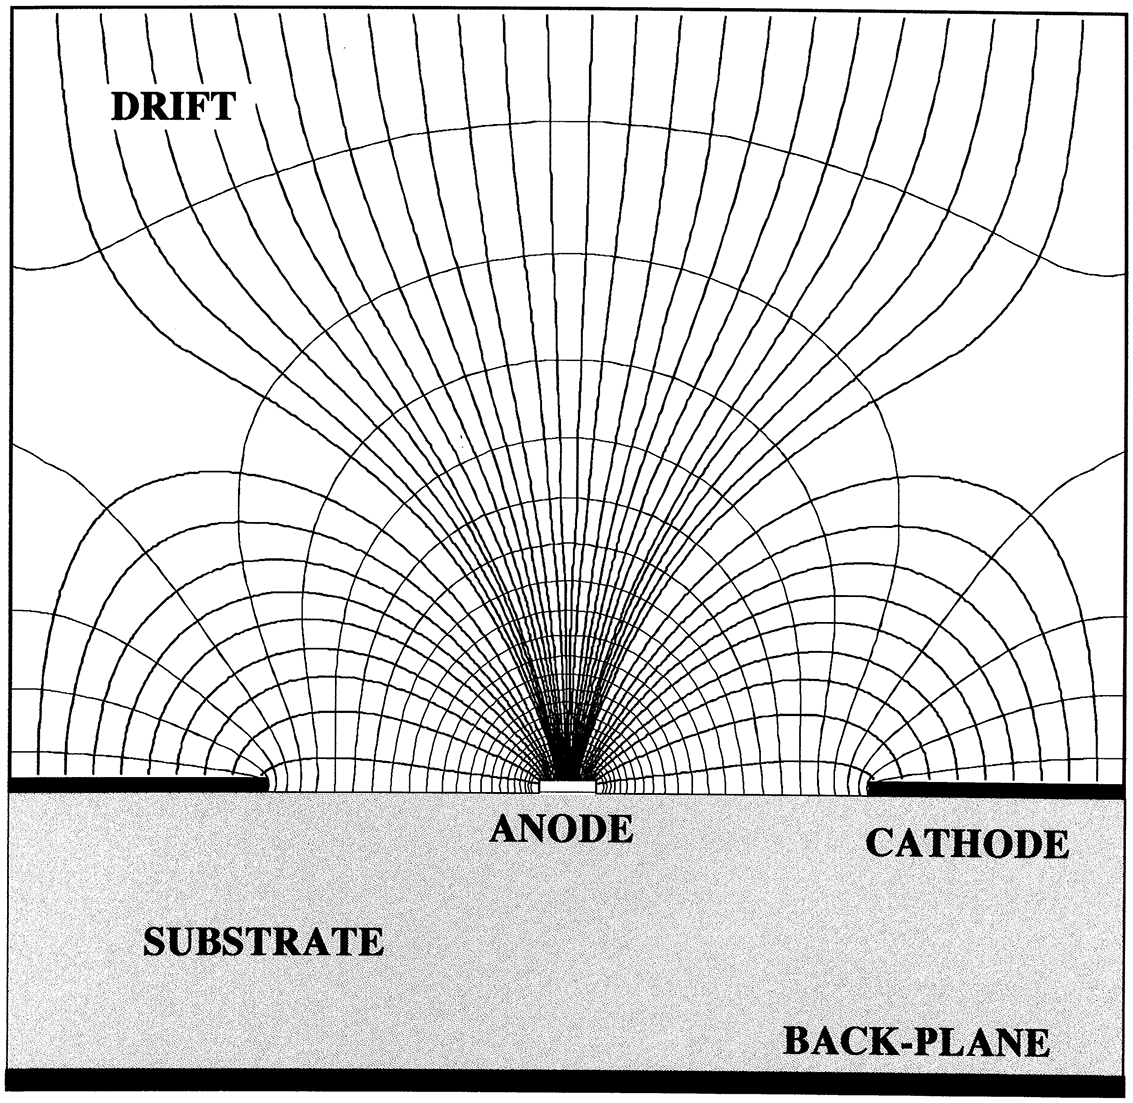 DRIFT
ANODE
CATHODE
SUBSTRATE
BACK-PLANE